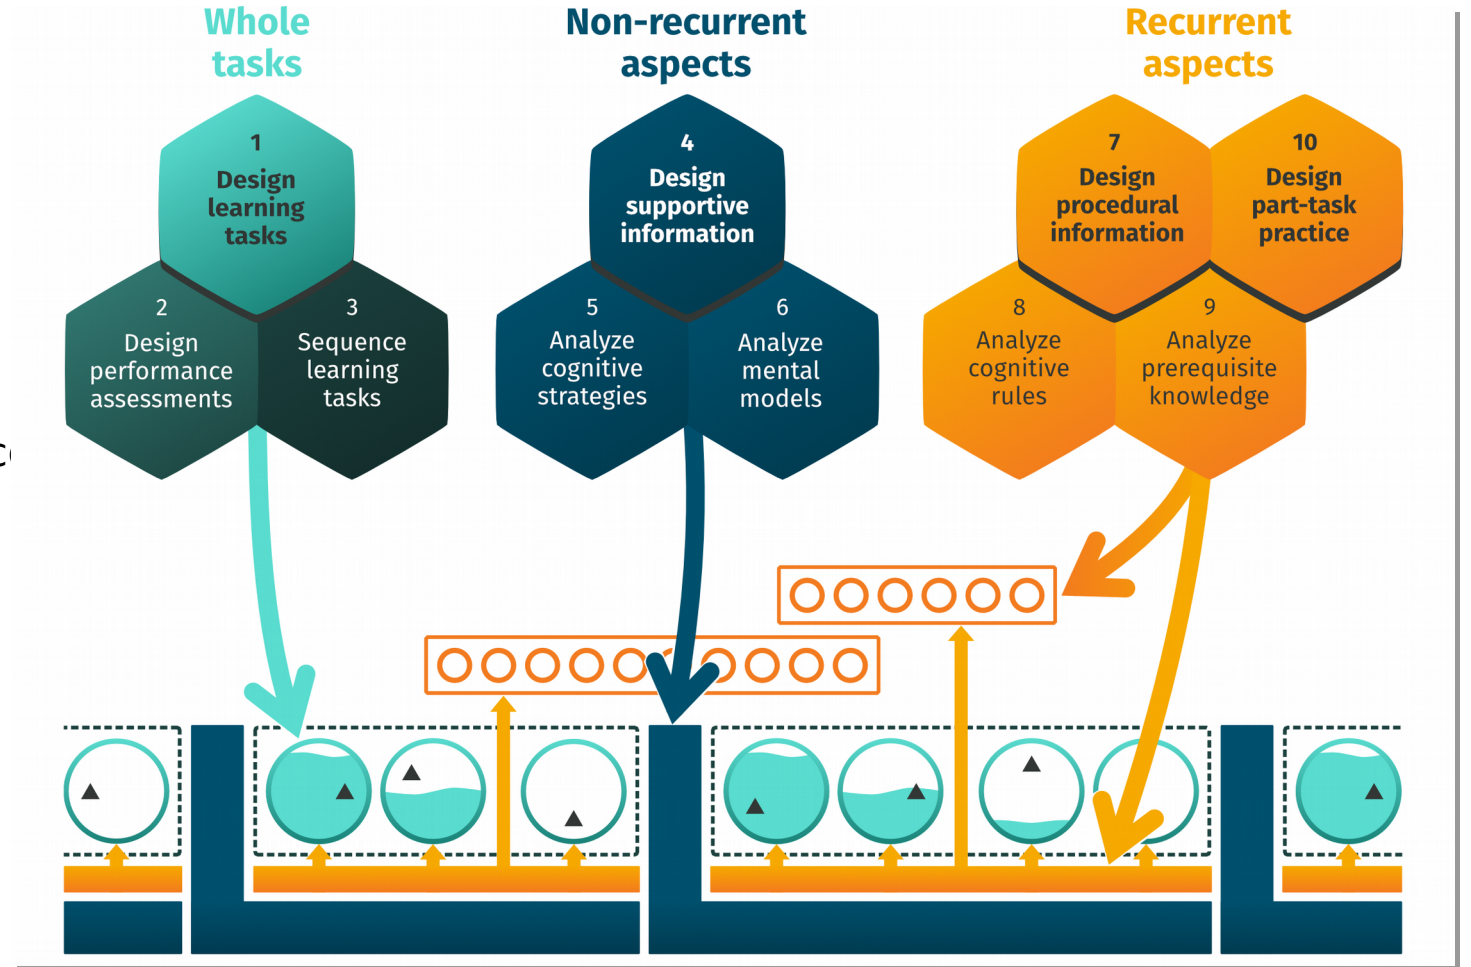 Whole
tasks
1
Design
learning
tasks
2
Design
performance
assessments
3
Sequence
learning
tasks
Non-recurrent
aspects
4
Design
supportive
information
5
Analyze
cognitive
strategies
6
Analyze
mental
models
Recurrent
aspects
7
Design
procedural
information
10
Design
part-task
practice
8
Analyze
cognitive
rules
9
Analyze
prerequisite
knowledge